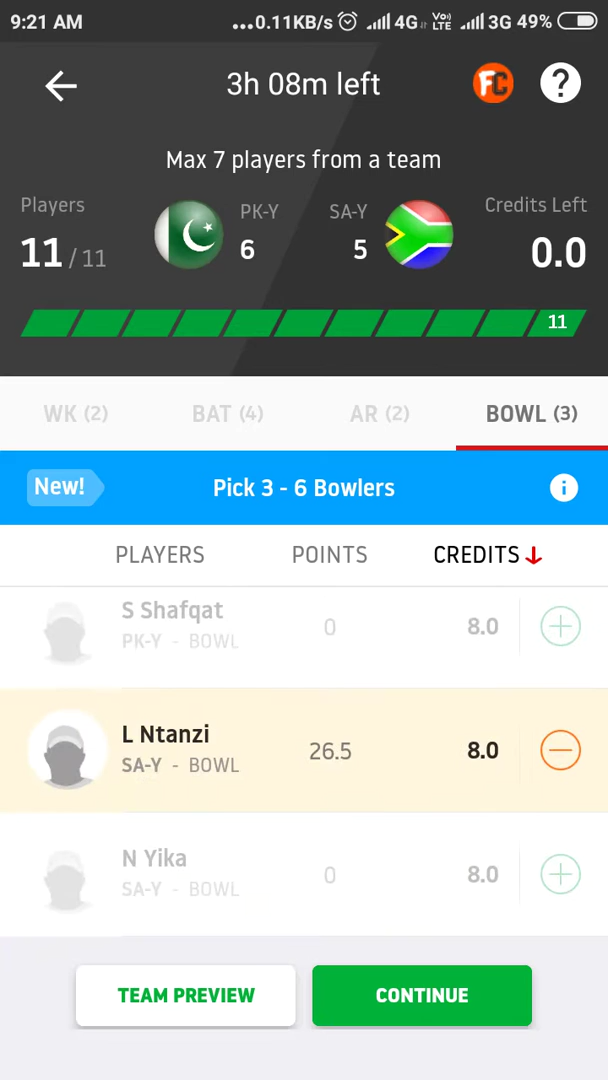 9:21 AM ...0.11KB/s 4G VoLTE 3G 49%
3h 08m left FC ?
Max 7 players from a team
Players PK-Y SA-Y Credits Left
11 / 11 6 5 0.0
11
WK (2) BAT (4) AR (2) BOWL (3)
New! Pick 3 - 6 Bowlers i
PLAYERS POINTS CREDITS
S Shafqat 0 8.0
PK-Y - BOWL
L Ntanzi 26.5 8.0
SA-Y - BOWL
N Yika 0 8.0
SA-Y - BOWL
TEAM PREVIEW CONTINUE